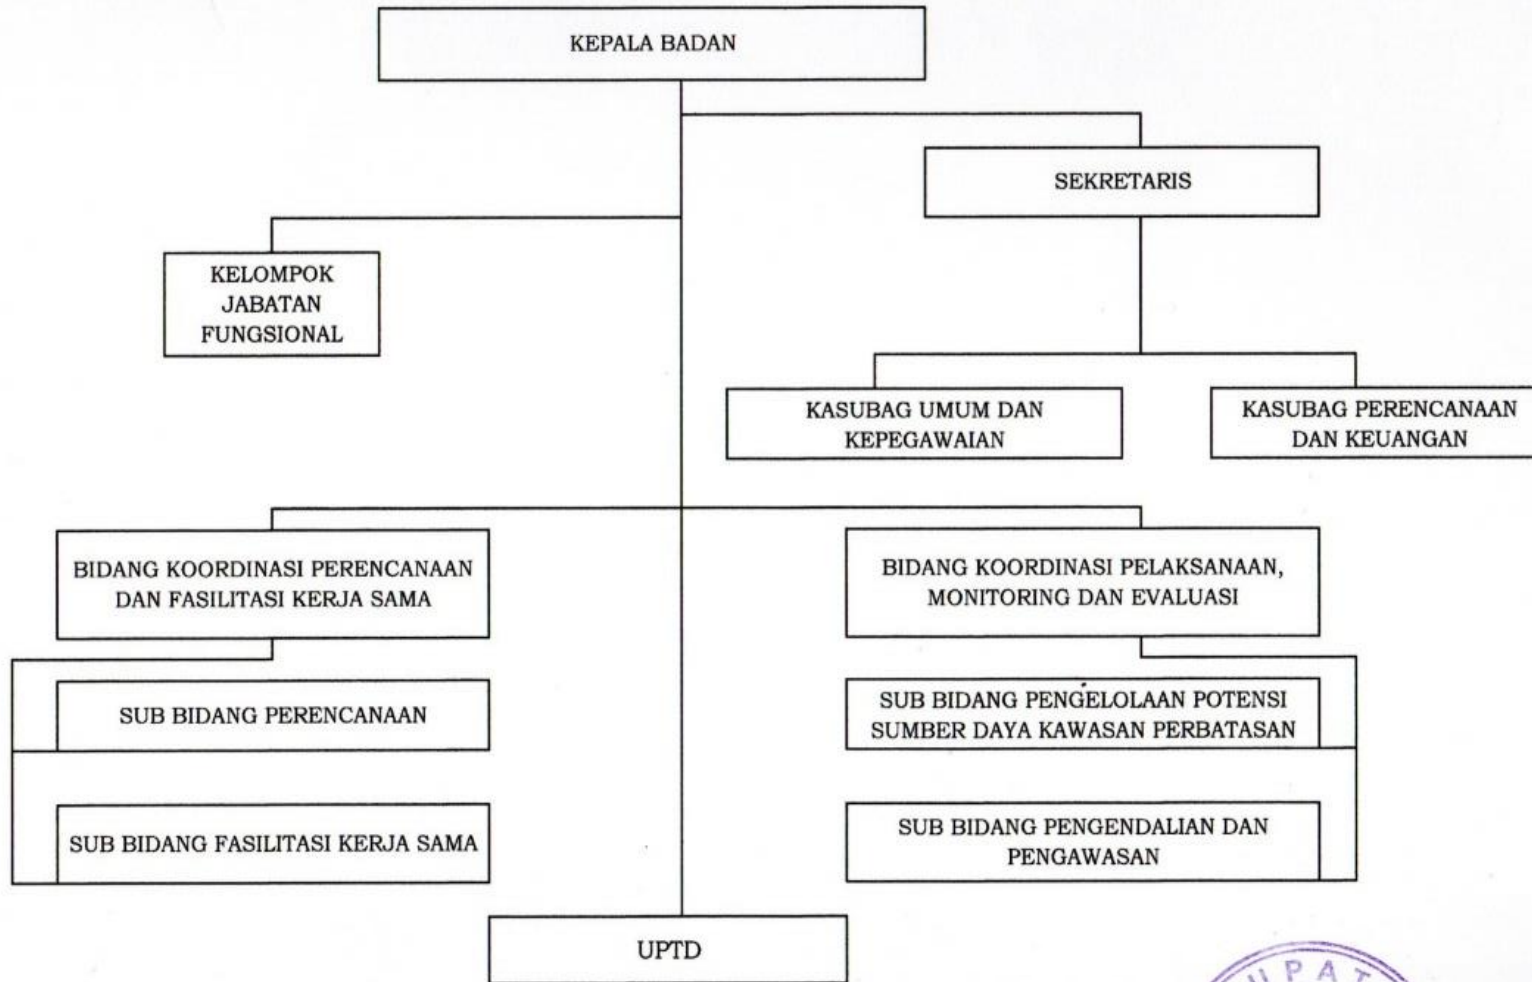 KEPALA BADAN
SEKRETARIS
KELOMPOK
JABATAN
FUNGSIONAL
KASUBAG UMUM DAN
KEPEGAWAIAN
KASUBAG PERENCANAAN
DAN KEUANGAN
BIDANG KOORDINASI PERENCANAAN
DAN FASILITASI KERJA SAMA
BIDANG KOORDINASI PELAKSANAAN,
MONITORING DAN EVALUASI
SUB BIDANG PERENCANAAN
SUB BIDANG PENGELOLAAN POTENSI
SUMBER DAYA KAWASAN PERBATASAN
SUB BIDANG FASILITASI KERJA SAMA
SUB BIDANG PENGENDALIAN DAN
PENGAWASAN
UPTD
UPAT